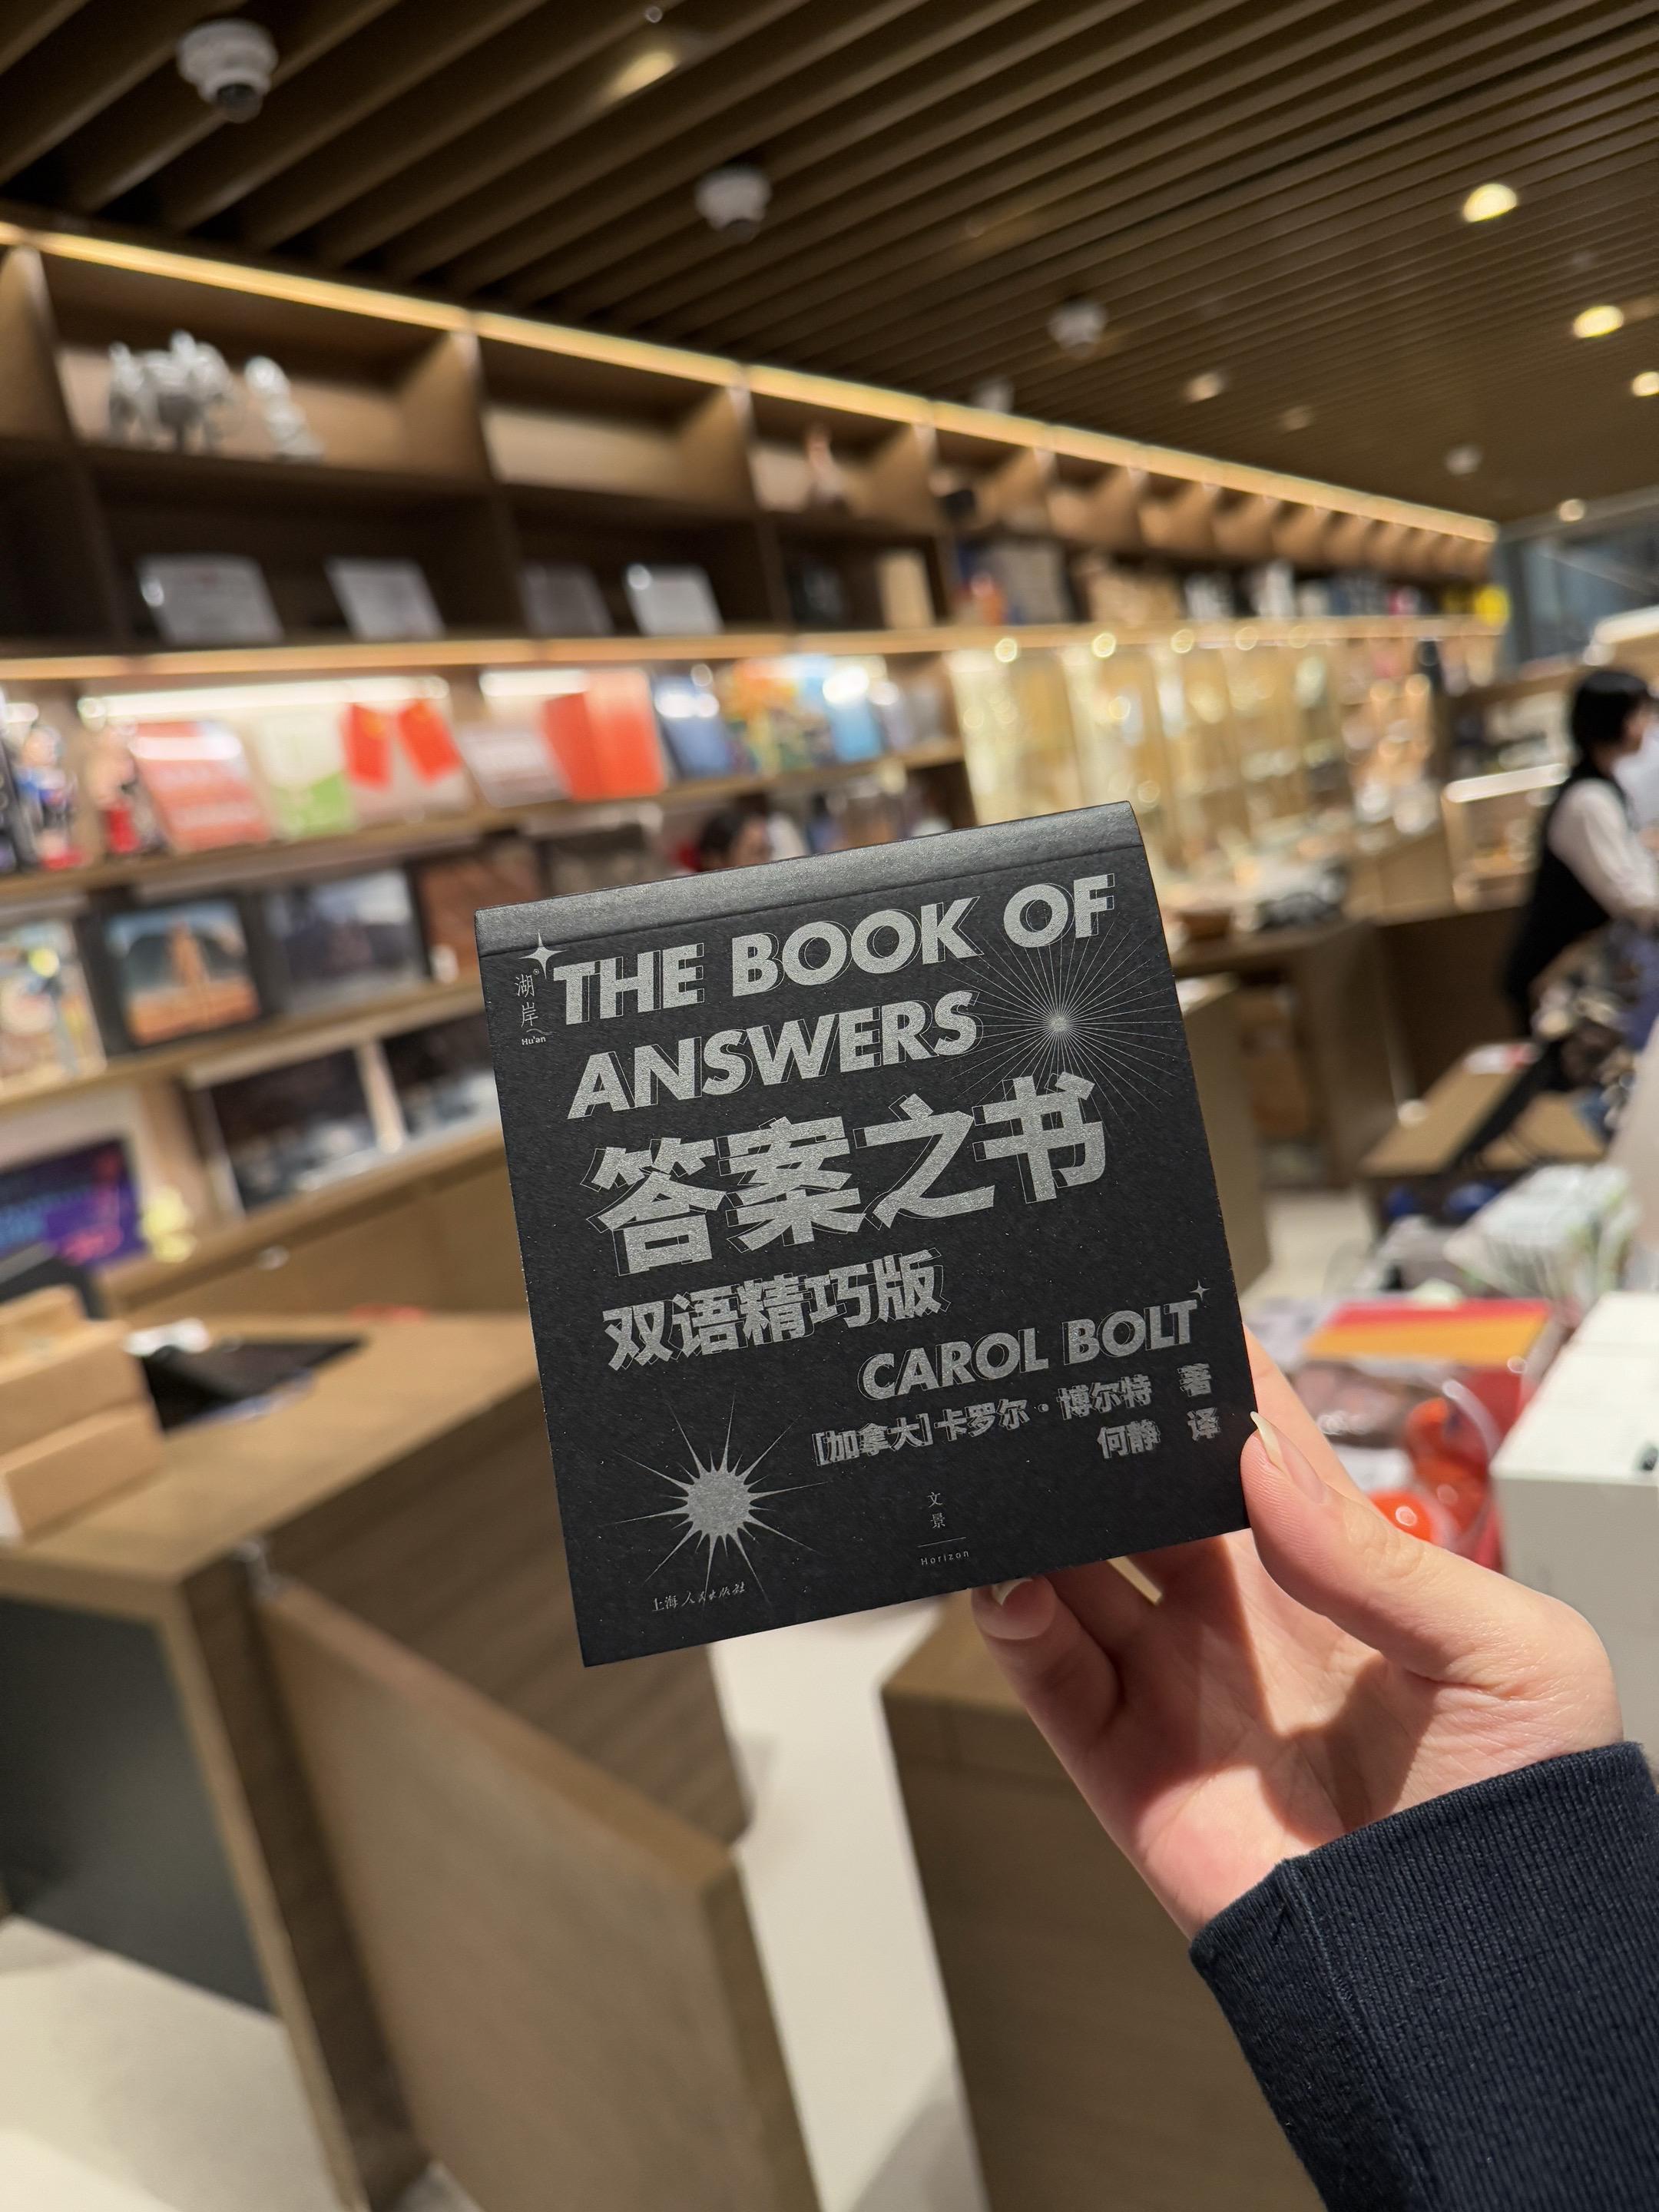 湖岸®
Hu'an
THE BOOK OF
ANSWERS
答案之书
双语精巧版
CAROL BOLT
[加拿大]卡罗尔·博尔特 著
何静 译
文景
Horizon
上海人民出版社